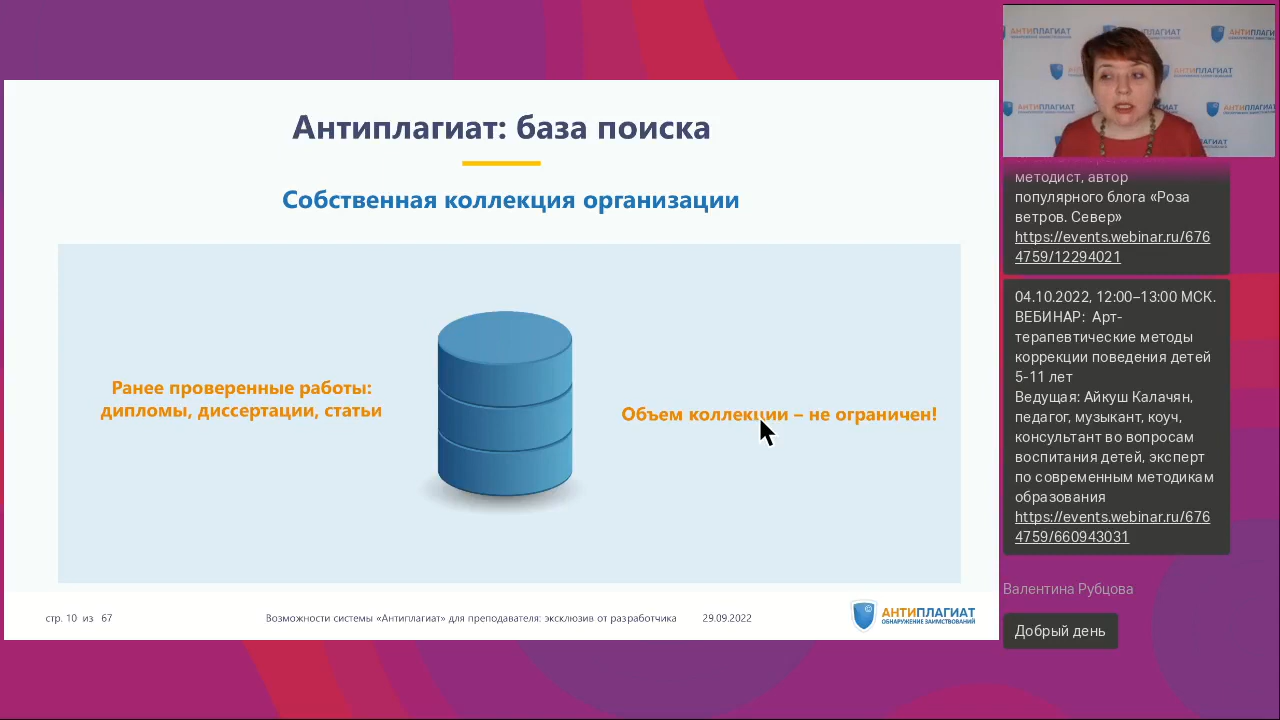 Антиплагиат: база поиска
Собственная коллекция организации
Ранее проверенные работы:
дипломы, диссертации, статьи
Объем коллекции – не ограничен!
стр. 10 из 67
Возможности системы «Антиплагиат» для преподавателя: эксклюзив от разработчика
29.09.2022
АНТИПЛАГИАТ
ОБНАРУЖЕНИЕ ЗАИМСТВОВАНИЙ
АНТИПЛАГИАТ
АНТИПЛАГИАТ
АНТИПЛАГИАТ
методист, автор
популярного блога «Роза
ветров. Север»
https://events.webinar.ru/676
4759/12294021
04.10.2022, 12:00–13:00 МСК.
ВЕБИНАР: Арт-
терапевтические методы
коррекции поведения детей
5-11 лет
Ведущая: Айкуш Калачян,
педагог, музыкант, коуч,
консультант во вопросам
воспитания детей, эксперт
по современным методикам
образования
https://events.webinar.ru/676
4759/660943031
Валентина Рубцова
Добрый день